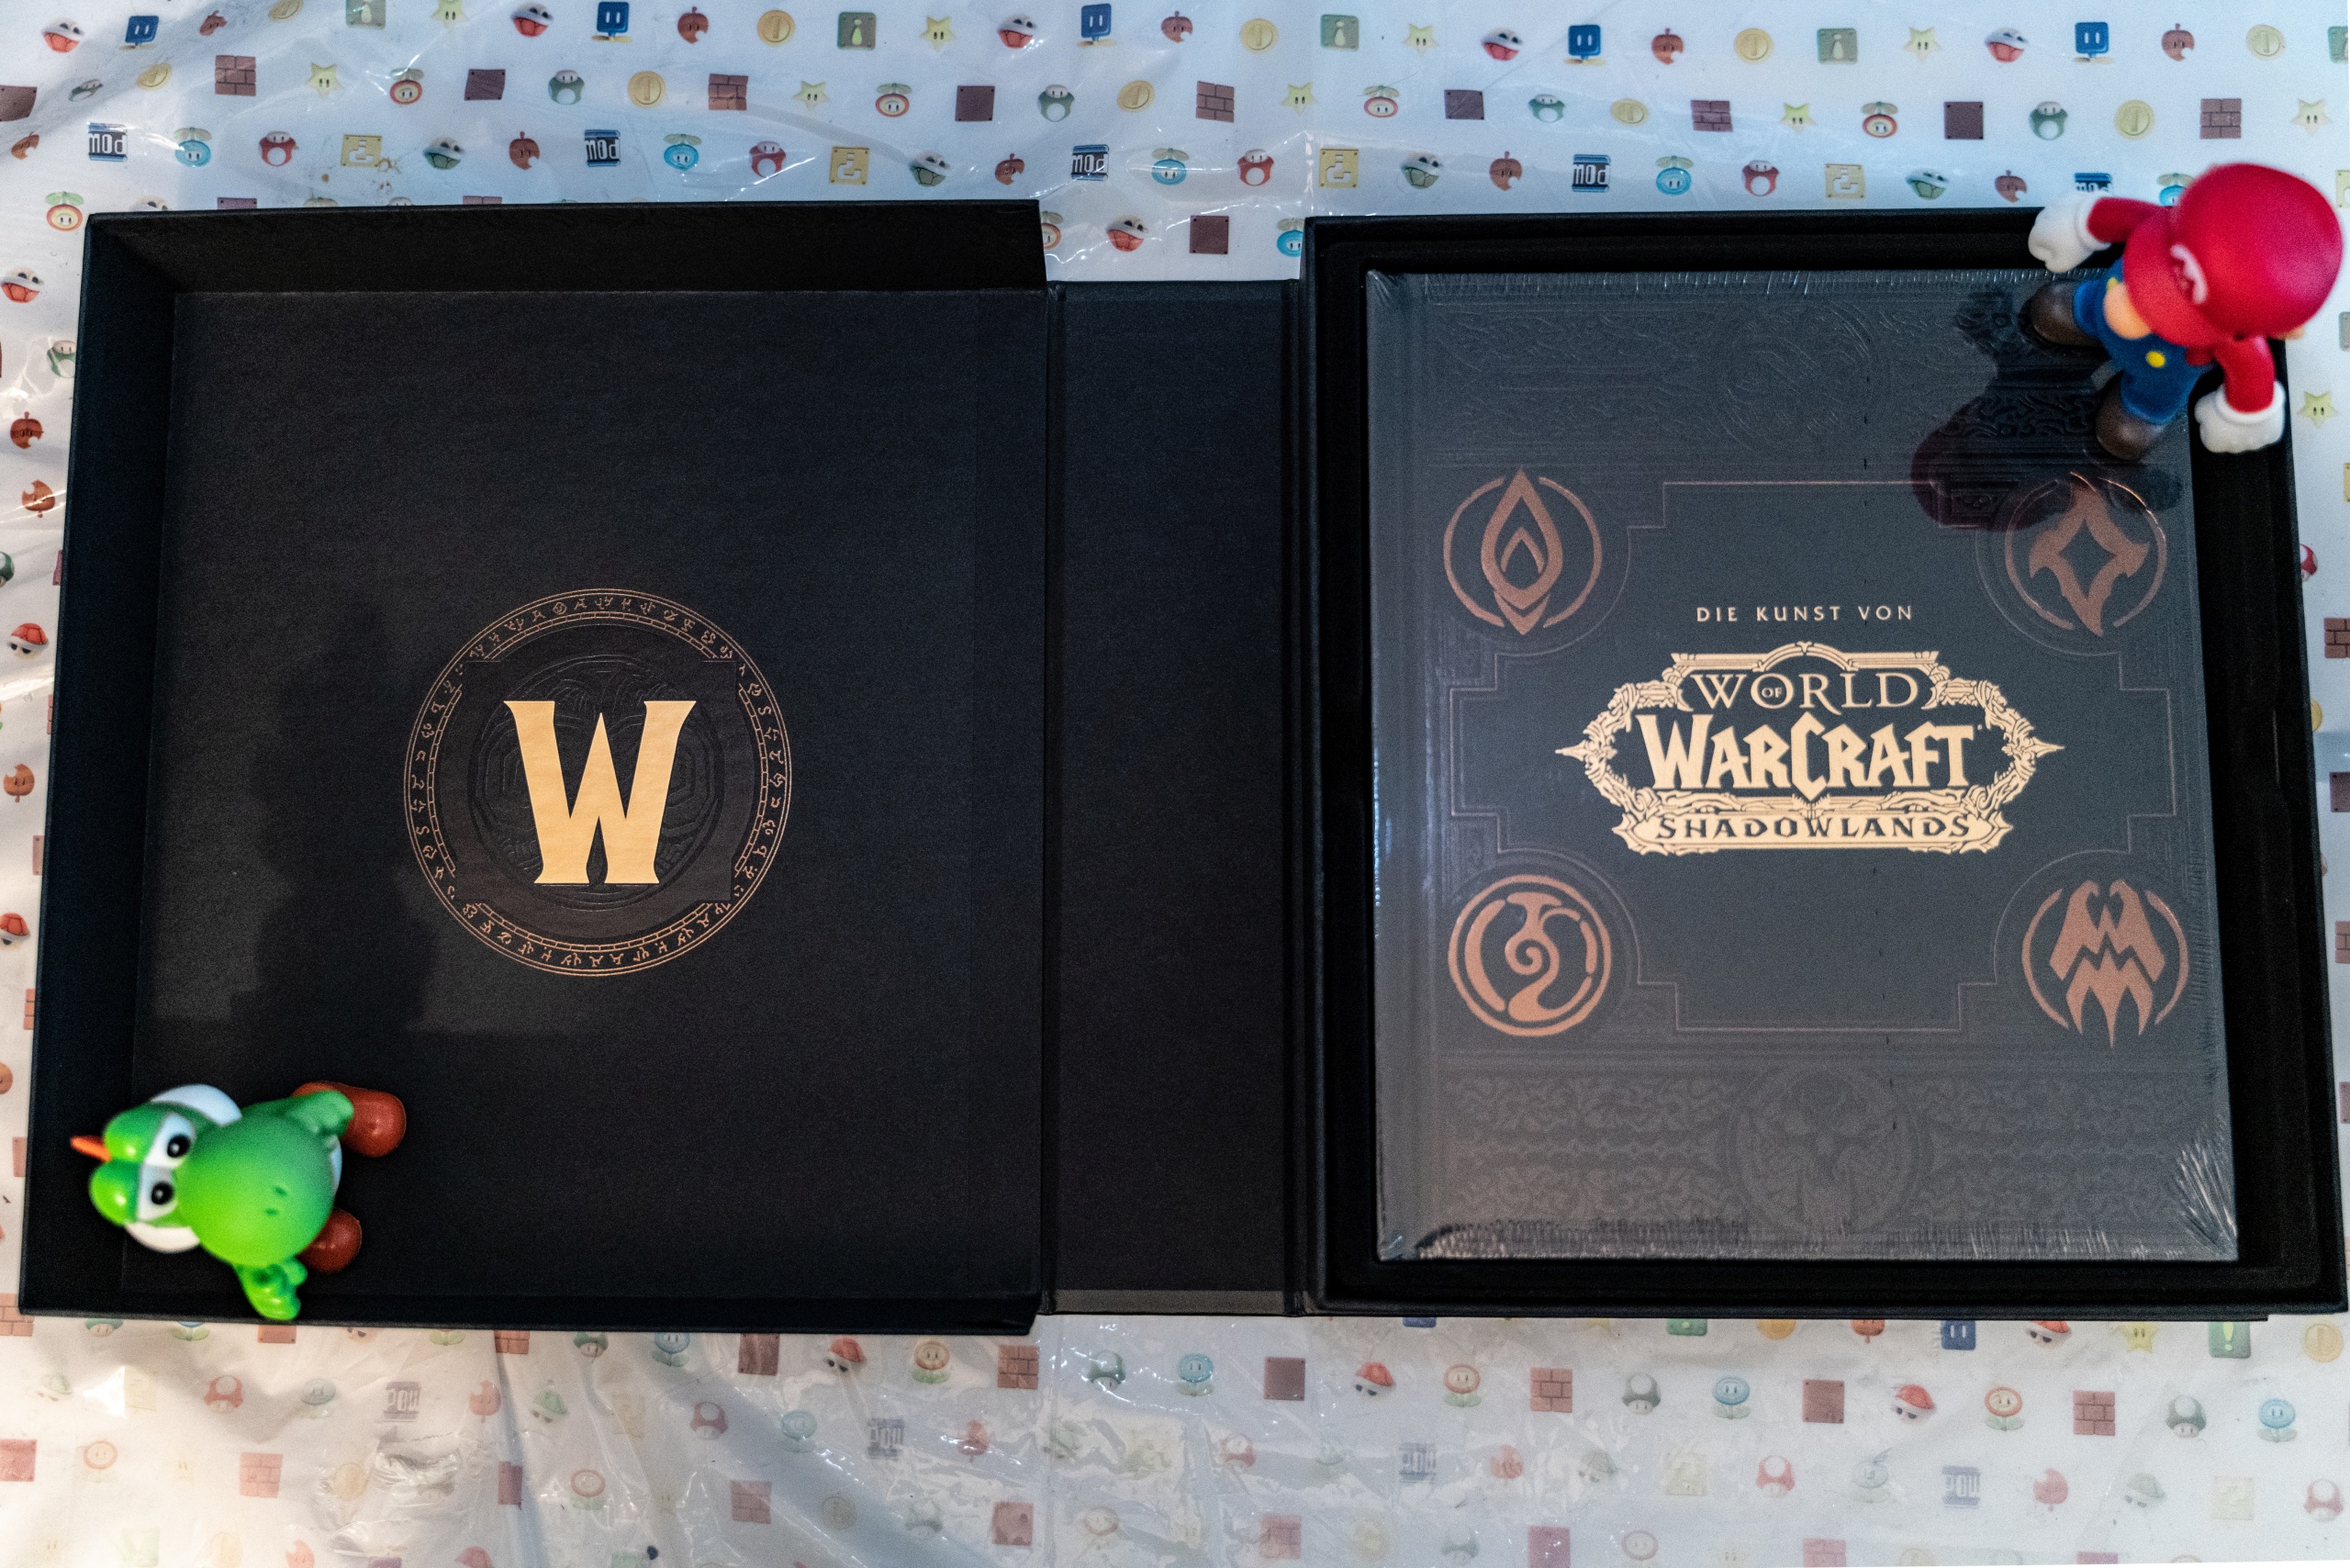 W
DIE KUNST VON
WORLD
OF
WARCRAFT
SHADOWLANDS